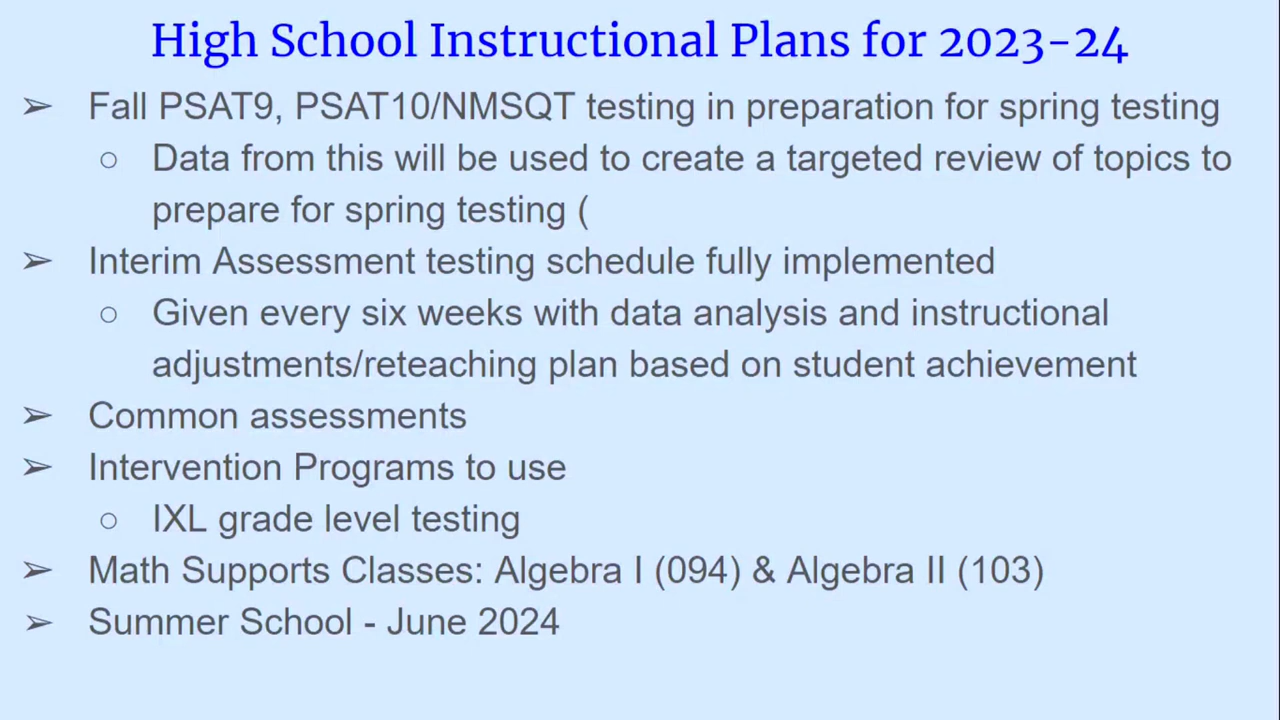 High School Instructional Plans for 2023-24
➢ Fall PSAT9, PSAT10/NMSQT testing in preparation for spring testing
○ Data from this will be used to create a targeted review of topics to
prepare for spring testing (
➢ Interim Assessment testing schedule fully implemented
○ Given every six weeks with data analysis and instructional
adjustments/reteaching plan based on student achievement
➢ Common assessments
➢ Intervention Programs to use
○ IXL grade level testing
➢ Math Supports Classes: Algebra I (094) & Algebra II (103)
➢ Summer School - June 2024